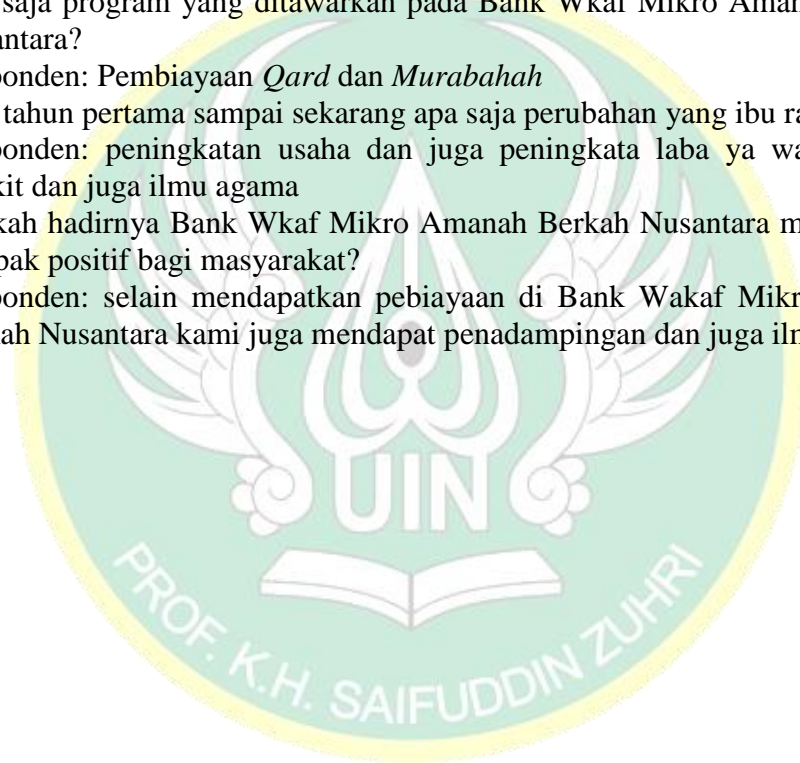 saja program yang ditawarkan pada Bank Wkaf Mikro Aman
antara?
ponden: Pembiayaan Qard dan Murabahah
tahun pertama sampai sekarang apa saja perubahan yang ibu ra
ponden: peningkatan usaha dan juga peningkata laba ya wa
kit dan juga ilmu agama
kah hadirnya Bank Wkaf Mikro Amanah Berkah Nusantara m
pak positif bagi masyarakat?
ponden: selain mendapatkan pebiayaan di Bank Wakaf Mikr
ah Nusantara kami juga mendapat penadampingan dan juga il
UIN
PROF. K.H. SAIFUDDIN ZUHRI